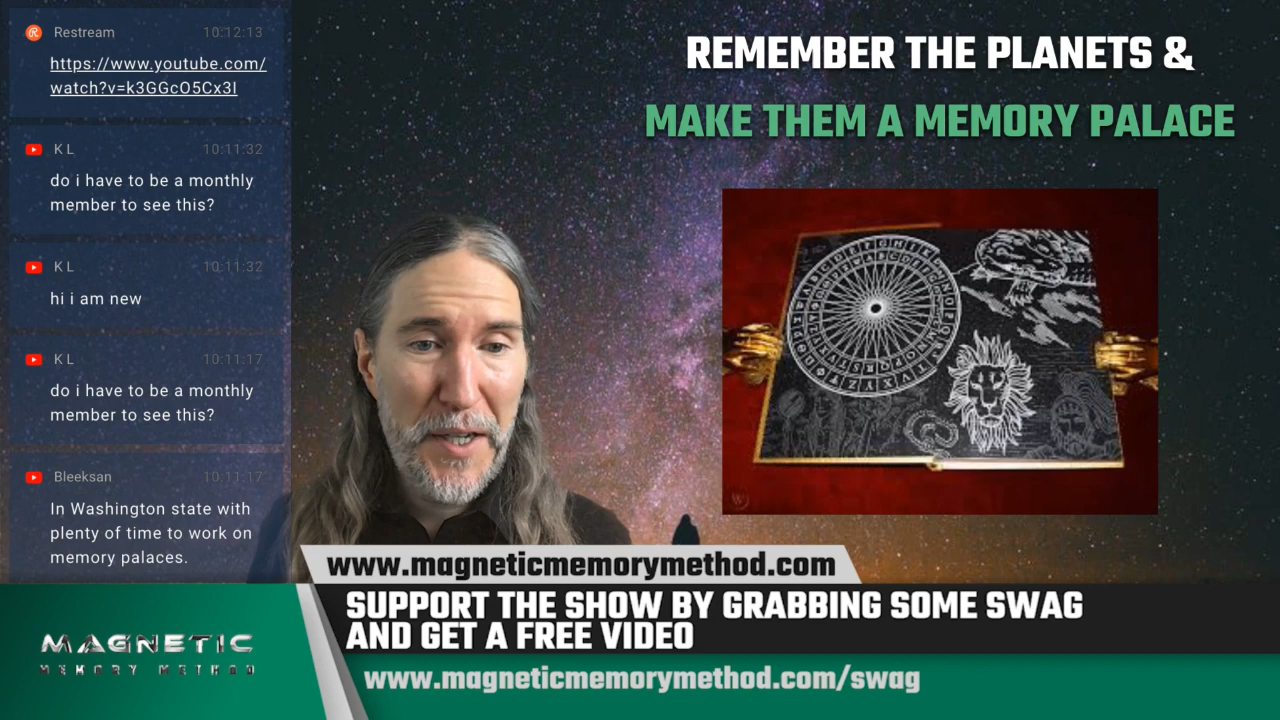 Restream 10:12:13
https://www.youtube.com/
watch?v=k3GGcO5Cx3I
K L 10:11:32
do i have to be a monthly
member to see this?
K L 10:11:32
hi i am new
K L 10:11:17
do i have to be a monthly
member to see this?
Bleeksan 10:11:17
In Washington state with
plenty of time to work on
memory palaces.
REMEMBER THE PLANETS &
MAKE THEM A MEMORY PALACE
www.magneticmemorymethod.com
SUPPORT THE SHOW BY GRABBING SOME SWAG
AND GET A FREE VIDEO
www.magneticmemorymethod.com/swag
MAGNETIC
MEMORY METHOD